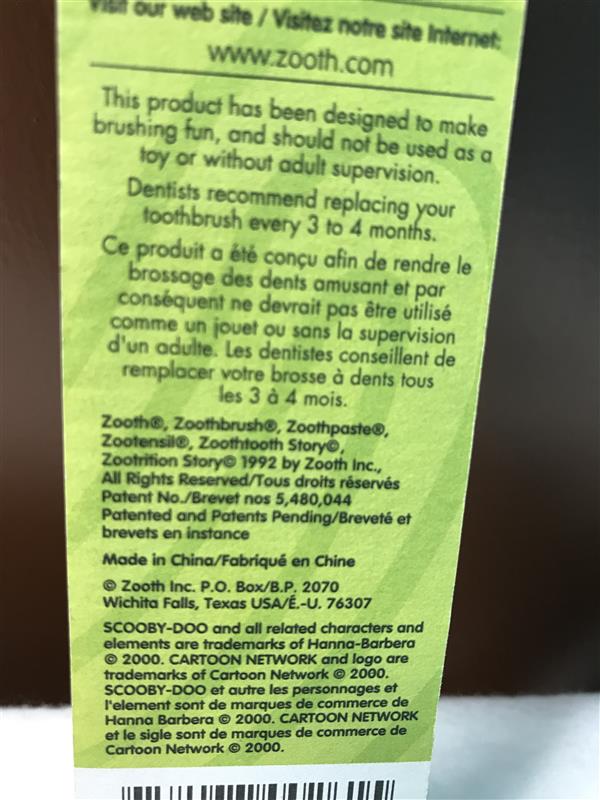 Visit our web site / Visitez notre site Internet:
www.zooth.com
This product has been designed to make
brushing fun, and should not be used as a
toy or without adult supervision.
Dentists recommend replacing your
toothbrush every 3 to 4 months.
Ce produit a été conçu afin de rendre le
brossage des dents amusant et par
conséquent ne devrait pas être utilisé
comme un jouet ou sans la supervision
d'un adulte. Les dentistes conseillent de
remplacer votre brosse à dents tous
les 3 à 4 mois.
Zooth®, Zoothbrush®, Zoothpaste®,
Zootensil®, Zoothtooth Story©,
Zootrition Story© 1992 by Zooth Inc.,
All Rights Reserved/Tous droits réservés
Patent No./Brevet nos 5,480,044
Patented and Patents Pending/Breveté et
brevets en instance
Made in China/Fabriqué en Chine
© Zooth Inc. P.O. Box/B.P. 2070
Wichita Falls, Texas USA/É.-U. 76307
SCOOBY-DOO and all related characters and
elements are trademarks of Hanna-Barbera
© 2000. CARTOON NETWORK and logo are
trademarks of Cartoon Network © 2000.
SCOOBY-DOO et autre les personnages et
l'element sont de marques de commerce de
Hanna Barbera © 2000. CARTOON NETWORK
et le sigle sont de marques de commerce de
Cartoon Network © 2000.